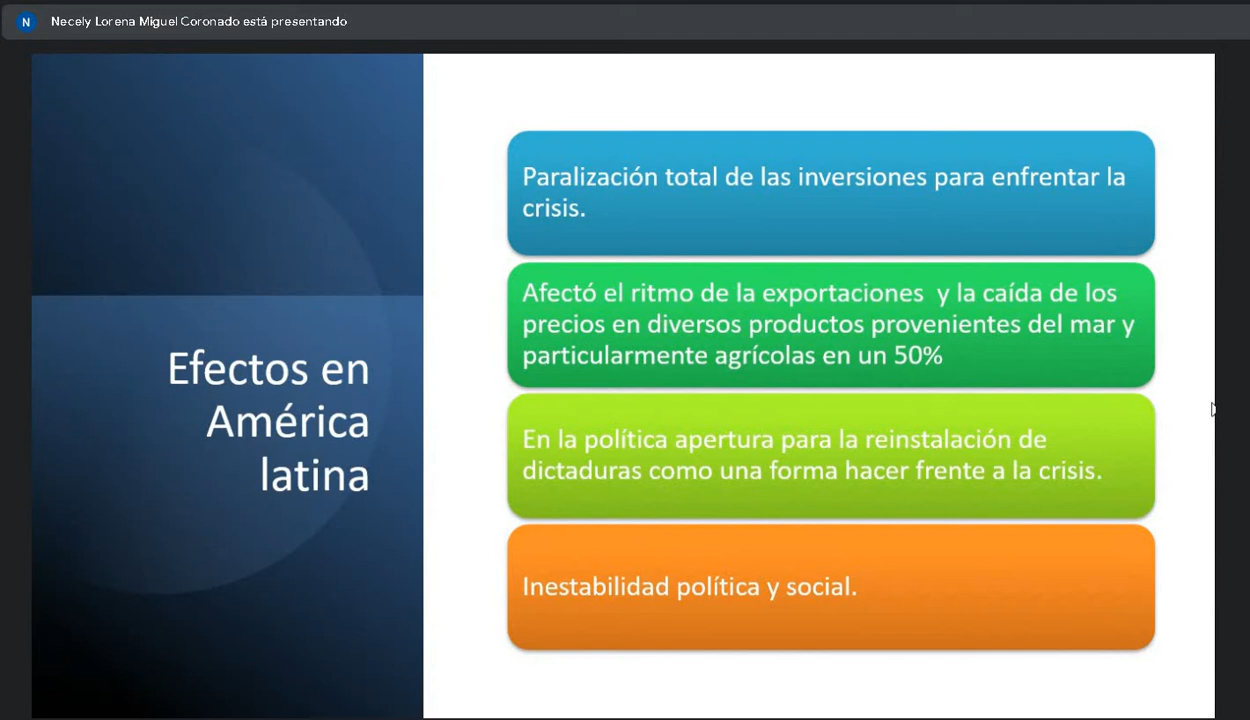 N Necely Lorena Miguel Coronado está presentando
Efectos en
América
latina
Paralización total de las inversiones para enfrentar la
crisis.
Afectó el ritmo de la exportaciones y la caída de los
precios en diversos productos provenientes del mar y
particularmente agrícolas en un 50%
En la política apertura para la reinstalación de
dictaduras como una forma hacer frente a la crisis.
Inestabilidad política y social.